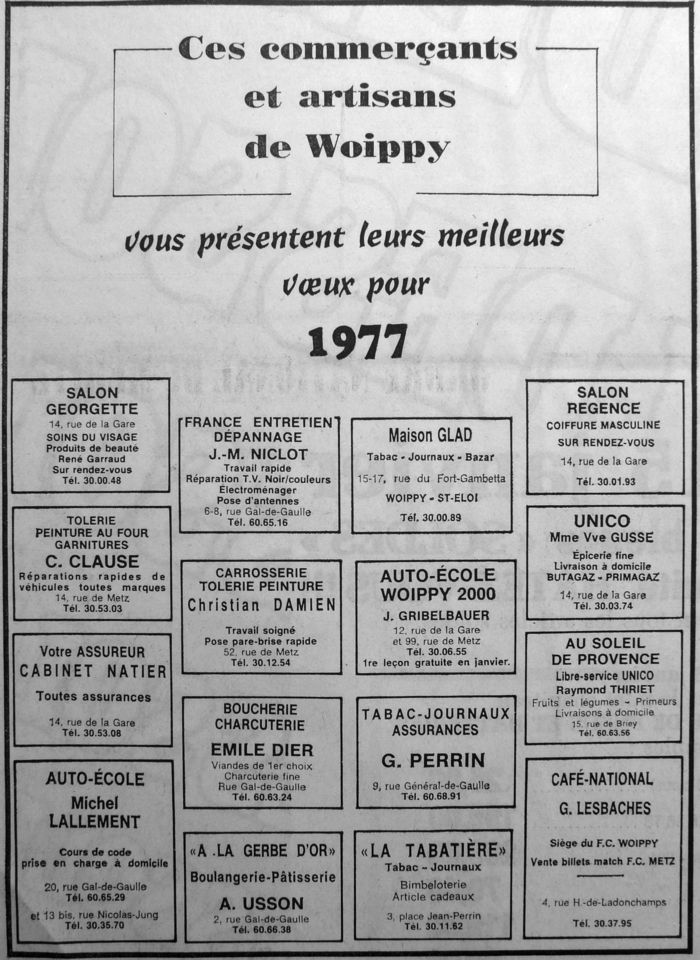 Ces commerçants
et artisans
de Woippy
vous présentent leurs meilleurs
vœux pour
1977
SALON
GEORGETTE
14, rue de la Gare
SOINS DU VISAGE
Produits de beauté
René Garraud
Sur rendez-vous
Tél. 30.00.48
TOLERIE
PEINTURE AU FOUR
GARNITURES
C. CLAUSE
Réparations rapides de
véhicules toutes marques
14, rue de Metz
Tél. 30.53.03
Votre ASSUREUR
CABINET NATIER
Toutes assurances
14, rue de la Gare
Tél. 30.53.08
AUTO-ÉCOLE
Michel
LALLEMENT
Cours de code
prise en charge à domicile
20, rue Gal-de-Gaulle
Tél. 60.65.29
et 13 bis, rue Nicolas-Jung
Tél. 30.35.70
FRANCE ENTRETIEN
DÉPANNAGE
J.-M. NICLOT
Travail rapide
Réparation T.V. Noir/couleurs
Électroménager
Pose d'antennes
6-8, rue Gal-de-Gaulle
Tél. 60.65.16
CARROSSERIE
TOLERIE PEINTURE
Christian DAMIEN
Travail soigné
Pose pare-brise rapide
52, rue de Metz
Tél. 30.12.54
BOUCHERIE
CHARCUTERIE
EMILE DIER
Viandes de 1er choix
Charcuterie fine
Rue Gal-de-Gaulle
Tél. 60.63.24
«A LA GERBE D'OR»
Boulangerie-Pâtisserie
A. USSON
2, rue Gal-de-Gaulle
Tél. 60.66.38
Maison GLAD
Tabac - Journaux - Bazar
15-17, rue du Fort-Gambetta
WOIPPY - ST-ELOI
Tél. 30.00.89
AUTO-ÉCOLE
WOIPPY 2000
J. GRIBELBAUER
12, rue de la Gare
et 99, rue de Metz
Tél. 30.06.55
1re leçon gratuite en janvier.
TABAC-JOURNAUX
ASSURANCES
G. PERRIN
9, rue Général-de-Gaulle
Tél. 60.68.91
«LA TABATIÈRE»
Tabac - Journaux
Bimbeloterie
Article cadeaux
3, place Jean-Perrin
Tél. 30.11.62
SALON
REGENCE
COIFFURE MASCULINE
SUR RENDEZ-VOUS
14, rue de la Gare
Tél. 30.01.93
UNICO
Mme Vve GUSSE
Épicerie fine
Livraison à domicile
BUTAGAZ - PRIMAGAZ
14, rue de la Gare
Tél. 30.03.74
AU SOLEIL
DE PROVENCE
Libre-service UNICO
Raymond THIRIET
Fruits et légumes - Primeurs
Livraisons à domicile
15, rue de Briey
Tél. 60.63.56
CAFÉ-NATIONAL
G. LESBACHES
Siège du F.C. WOIPPY
Vente billets match F.C. METZ
4, rue H.-de-Ladonchamps
Tél. 30.37.95